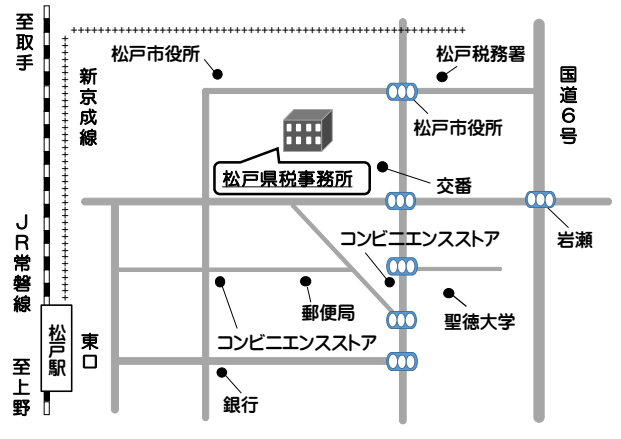 至取手
新京成線
松戸市役所
松戸税務署
国道6号
松戸市役所
松戸県税事務所
交番
岩瀬
コンビニエンスストア
JR常磐線
郵便局
聖徳大学
コンビニエンスストア
松戸駅
東口
至上野
銀行